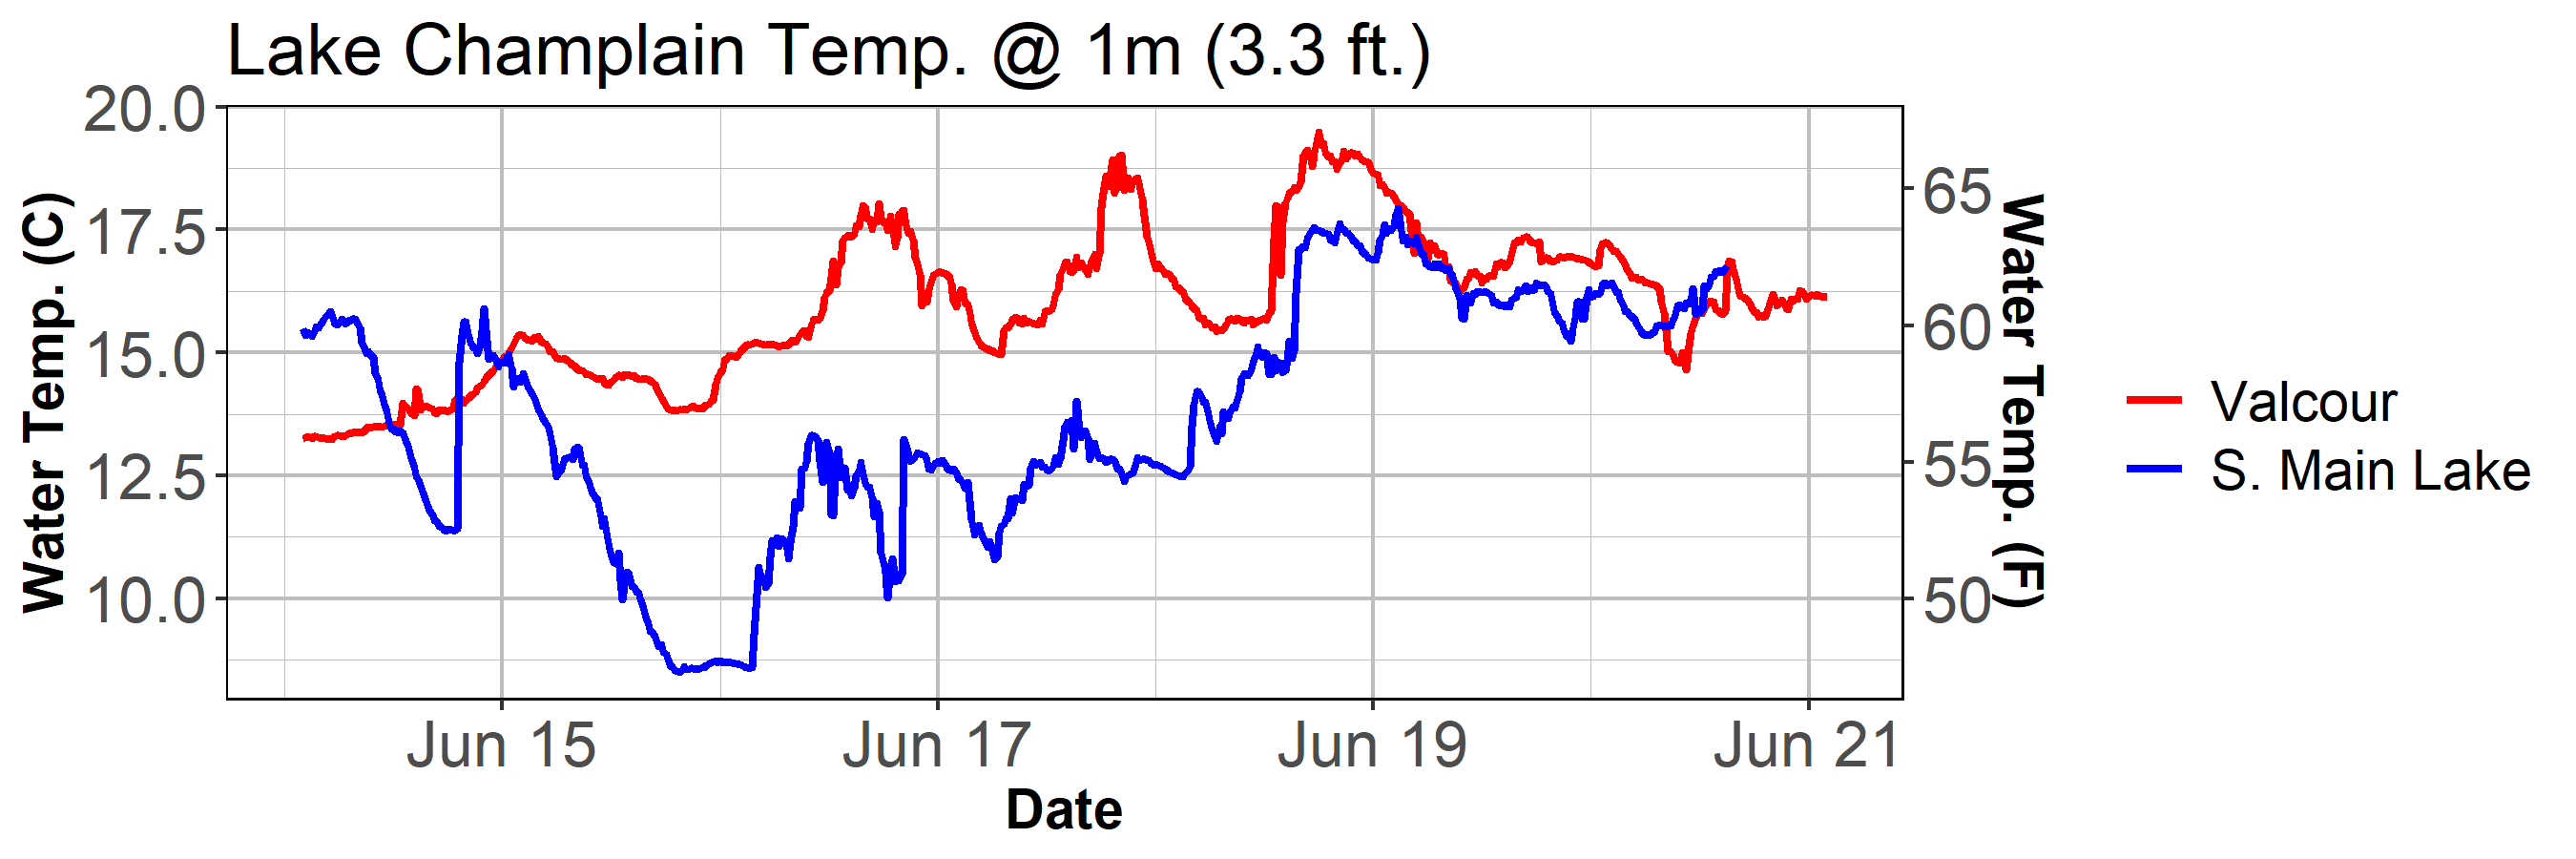 Lake Champlain Temp. @ 1m (3.3 ft.)
Water Temp. (C)
20.0
17.5
15.0
12.5
10.0
65
60
55
50
Water Temp. (F)
Jun 15
Jun 17
Jun 19
Jun 21
Date
Valcour
S. Main Lake